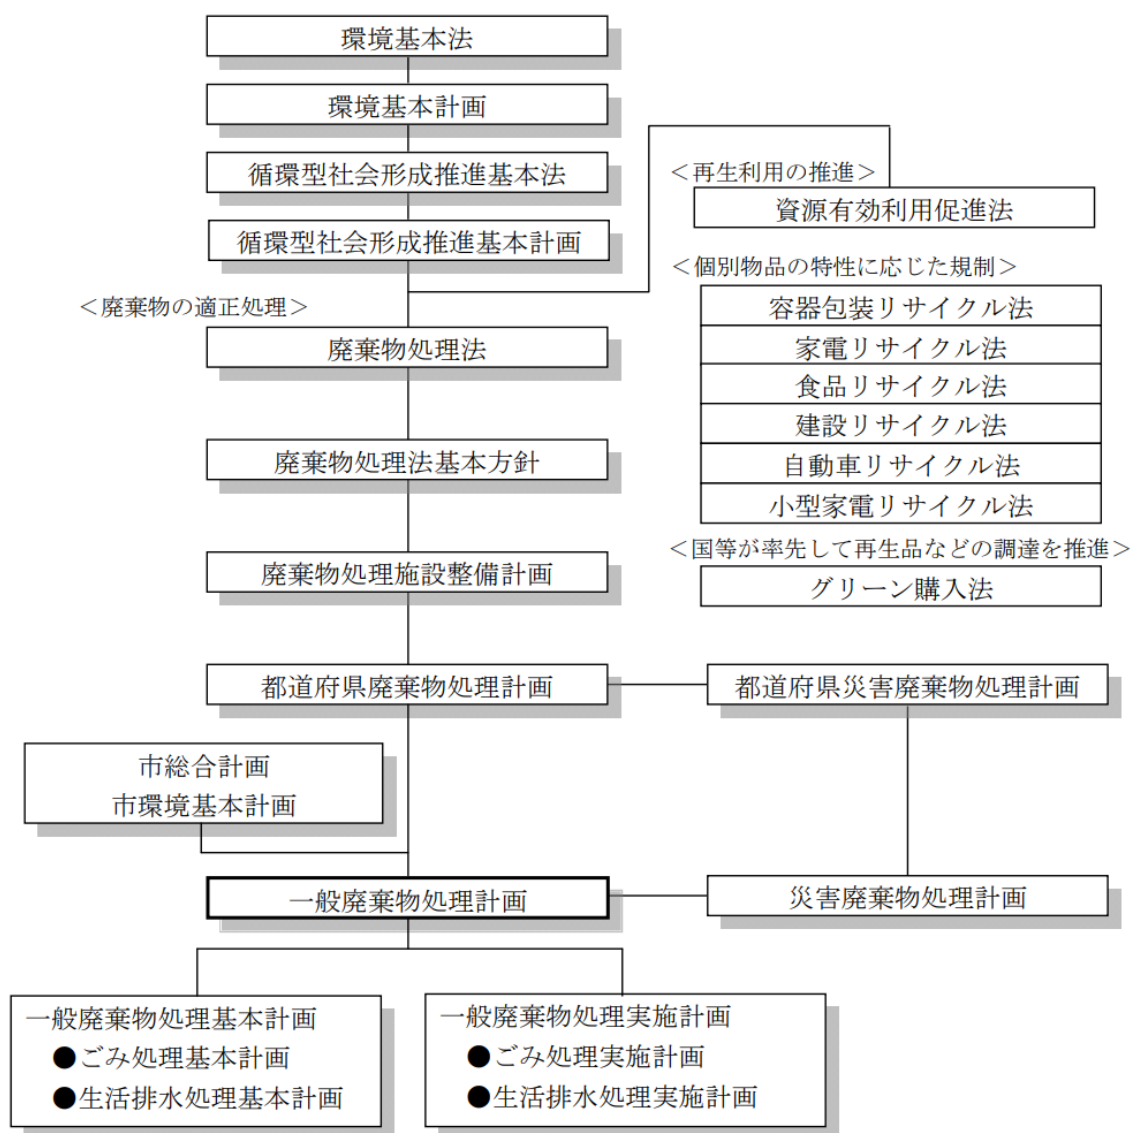 環境基本法
環境基本計画
循環型社会形成推進基本法
循環型社会形成推進基本計画
＜再生利用の推進＞
資源有効利用促進法
＜個別物品の特性に応じた規制＞
容器包装リサイクル法
家電リサイクル法
食品リサイクル法
建設リサイクル法
自動車リサイクル法
小型家電リサイクル法
＜国等が率先して再生品などの調達を推進＞
グリーン購入法
＜廃棄物の適正処理＞
廃棄物処理法
廃棄物処理法基本方針
廃棄物処理施設整備計画
都道府県廃棄物処理計画
都道府県災害廃棄物処理計画
市総合計画
市環境基本計画
一般廃棄物処理計画
災害廃棄物処理計画
一般廃棄物処理基本計画
●ごみ処理基本計画
●生活排水処理基本計画
一般廃棄物処理実施計画
●ごみ処理実施計画
●生活排水処理実施計画